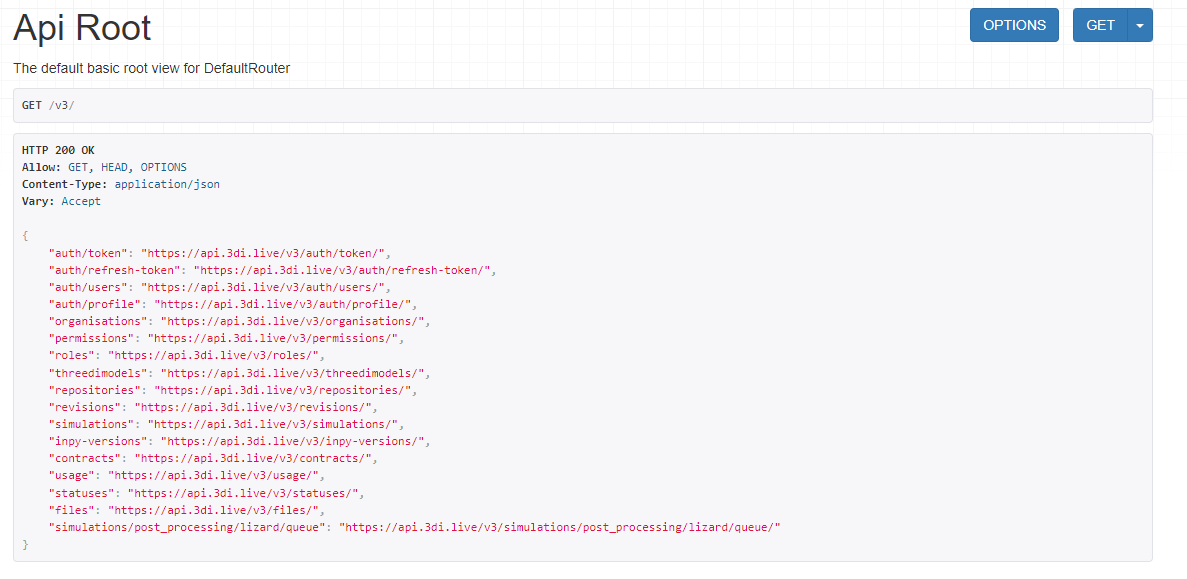 Api Root
OPTIONS
GET
The default basic root view for DefaultRouter
GET /v3/
HTTP 200 OK
Allow: GET, HEAD, OPTIONS
Content-Type: application/json
Vary: Accept
{
"auth/token": "https://api.3di.live/v3/auth/token/",
"auth/refresh-token": "https://api.3di.live/v3/auth/refresh-token/",
"auth/users": "https://api.3di.live/v3/auth/users/",
"auth/profile": "https://api.3di.live/v3/auth/profile/",
"organisations": "https://api.3di.live/v3/organisations/",
"permissions": "https://api.3di.live/v3/permissions/",
"roles": "https://api.3di.live/v3/roles/",
"threedimodels": "https://api.3di.live/v3/threedimodels/",
"repositories": "https://api.3di.live/v3/repositories/",
"revisions": "https://api.3di.live/v3/revisions/",
"simulations": "https://api.3di.live/v3/simulations/",
"inpy-versions": "https://api.3di.live/v3/inpy-versions/",
"contracts": "https://api.3di.live/v3/contracts/",
"usage": "https://api.3di.live/v3/usage/",
"statuses": "https://api.3di.live/v3/statuses/",
"files": "https://api.3di.live/v3/files/",
"simulations/post_processing/lizard/queue": "https://api.3di.live/v3/simulations/post_processing/lizard/queue/"
}